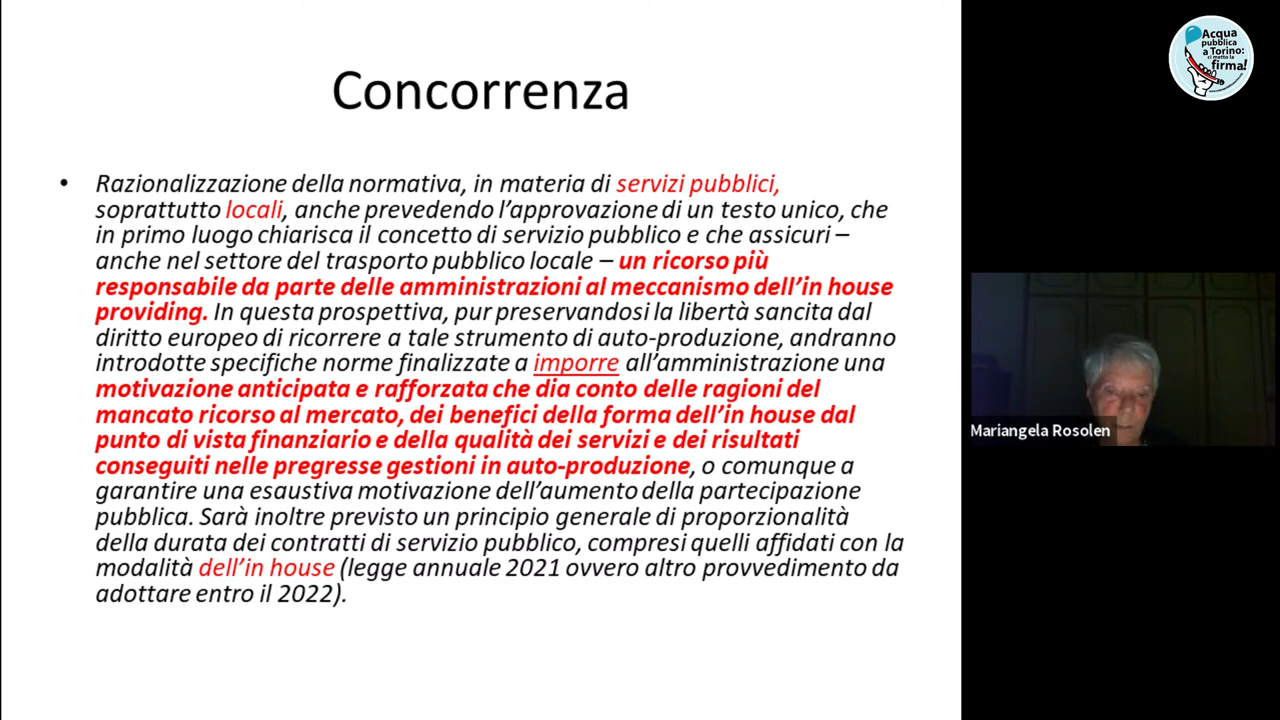 Concorrenza
• Razionalizzazione della normativa, in materia di servizi pubblici,
soprattutto locali, anche prevedendo l'approvazione di un testo unico, che
in primo luogo chiarisca il concetto di servizio pubblico e che assicuri –
anche nel settore del trasporto pubblico locale – un ricorso più
responsabile da parte delle amministrazioni al meccanismo dell'in house
providing. In questa prospettiva, pur preservandosi la libertà sancita dal
diritto europeo di ricorrere a tale strumento di auto-produzione, andranno
introdotte specifiche norme finalizzate a imporre all'amministrazione una
motivazione anticipata e rafforzata che dia conto delle ragioni del
mancato ricorso al mercato, dei benefici della forma dell'in house dal
punto di vista finanziario e della qualità dei servizi e dei risultati
conseguiti nelle pregresse gestioni in auto-produzione, o comunque a
garantire una esaustiva motivazione dell'aumento della partecipazione
pubblica. Sarà inoltre previsto un principio generale di proporzionalità
della durata dei contratti di servizio pubblico, compresi quelli affidati con la
modalità dell'in house (legge annuale 2021 ovvero altro provvedimento da
adottare entro il 2022).
Acqua
pubblica
a Torino:
ci metto la
firma!
Mariangela Rosolen